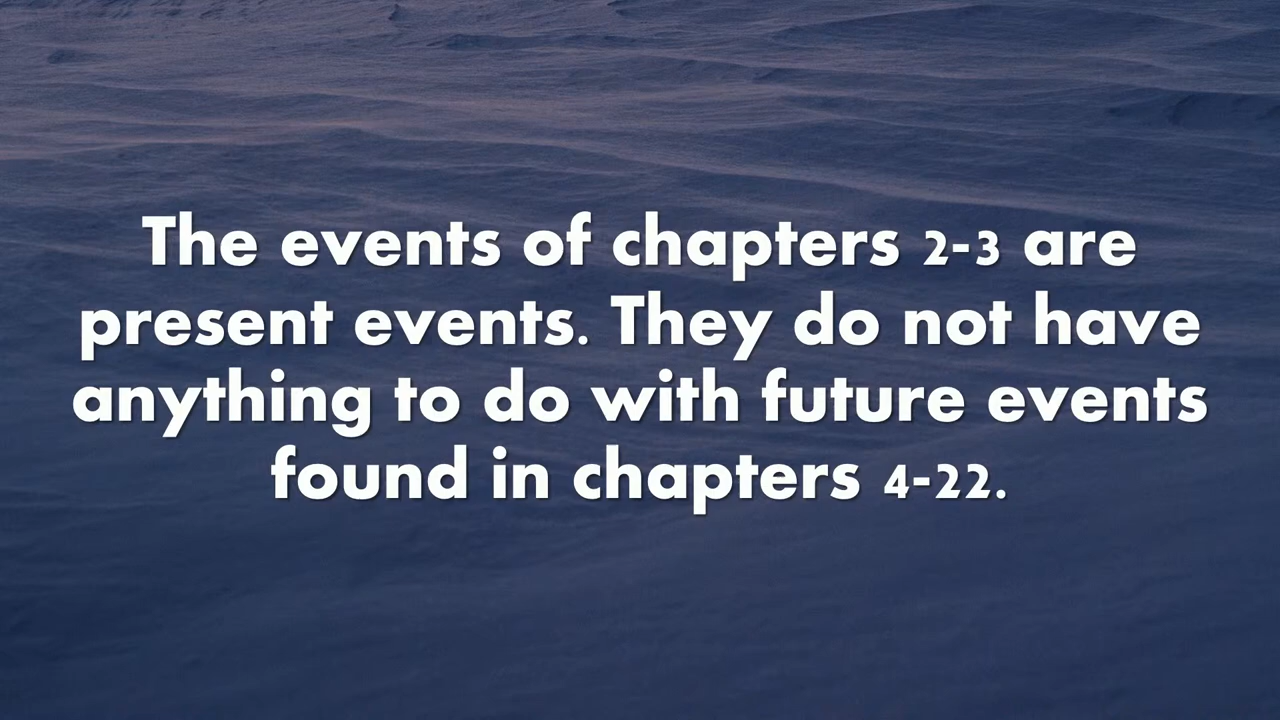 The events of chapters 2-3 are
present events. They do not have
anything to do with future events
found in chapters 4-22.